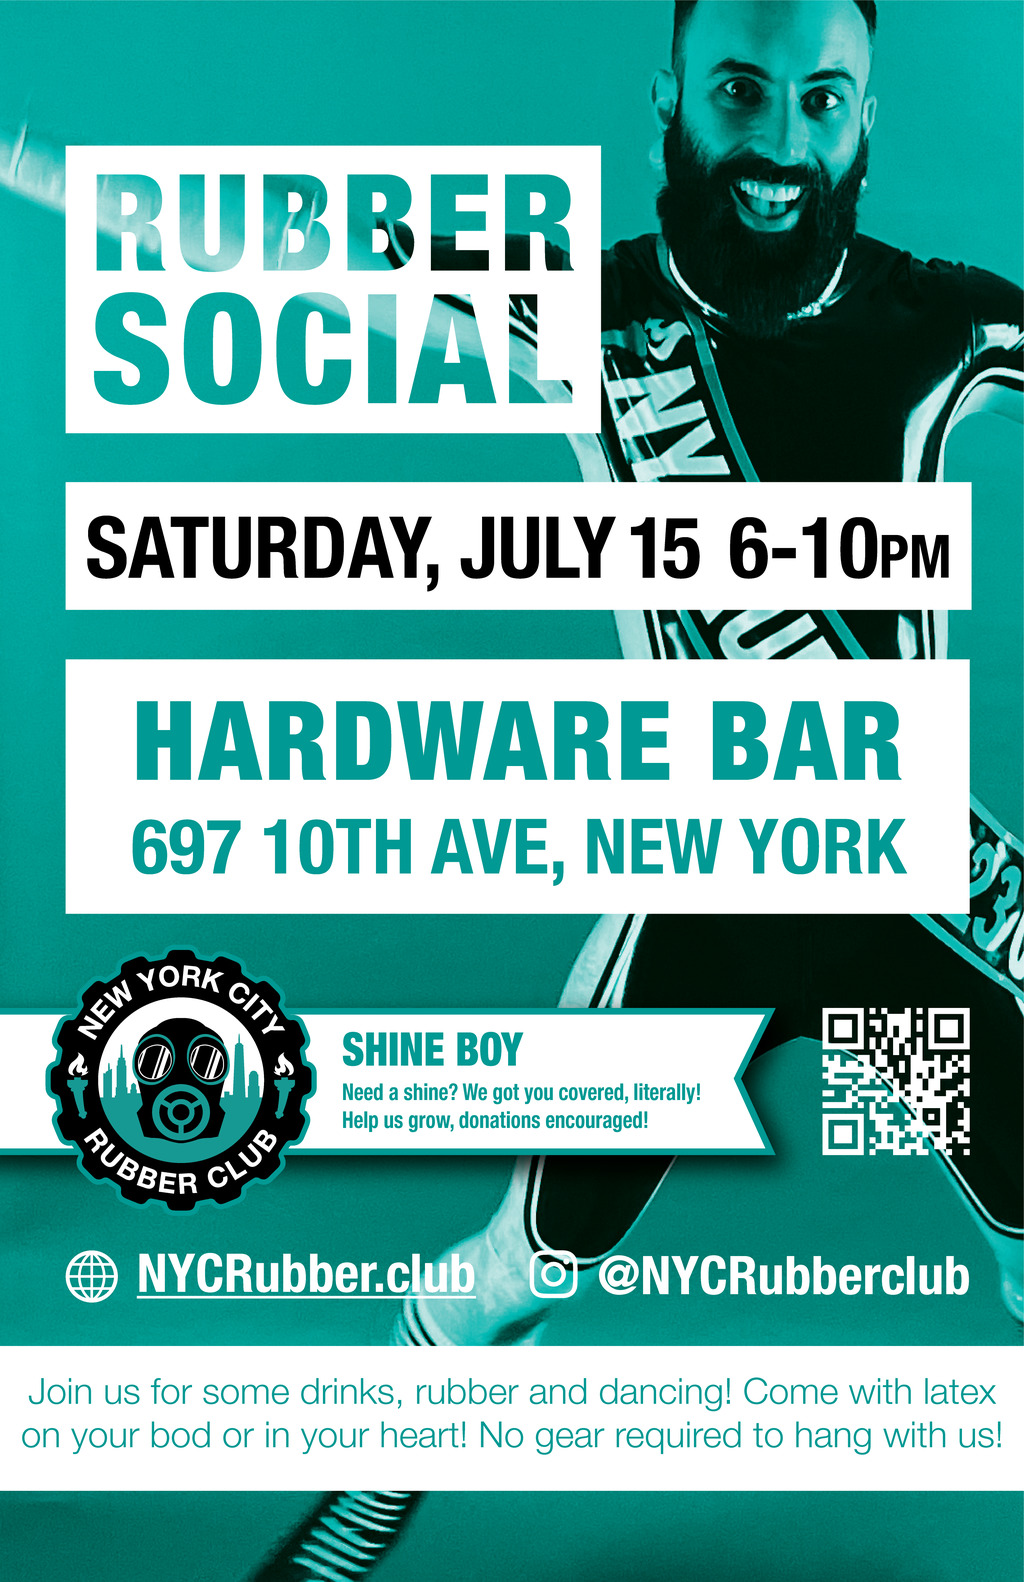 RUBBER
SOCIAL
NY
SATURDAY, JULY 15 6-10PM
HARDWARE BAR
697 10TH AVE, NEW YORK
NEW YORK CITY
RUBBER CLUB
SHINE BOY
Need a shine? We got you covered, literally!
Help us grow, donations encouraged!
NYCRubber.club
@NYCRubberclub
Join us for some drinks, rubber and dancing! Come with latex
on your bod or in your heart! No gear required to hang with us!